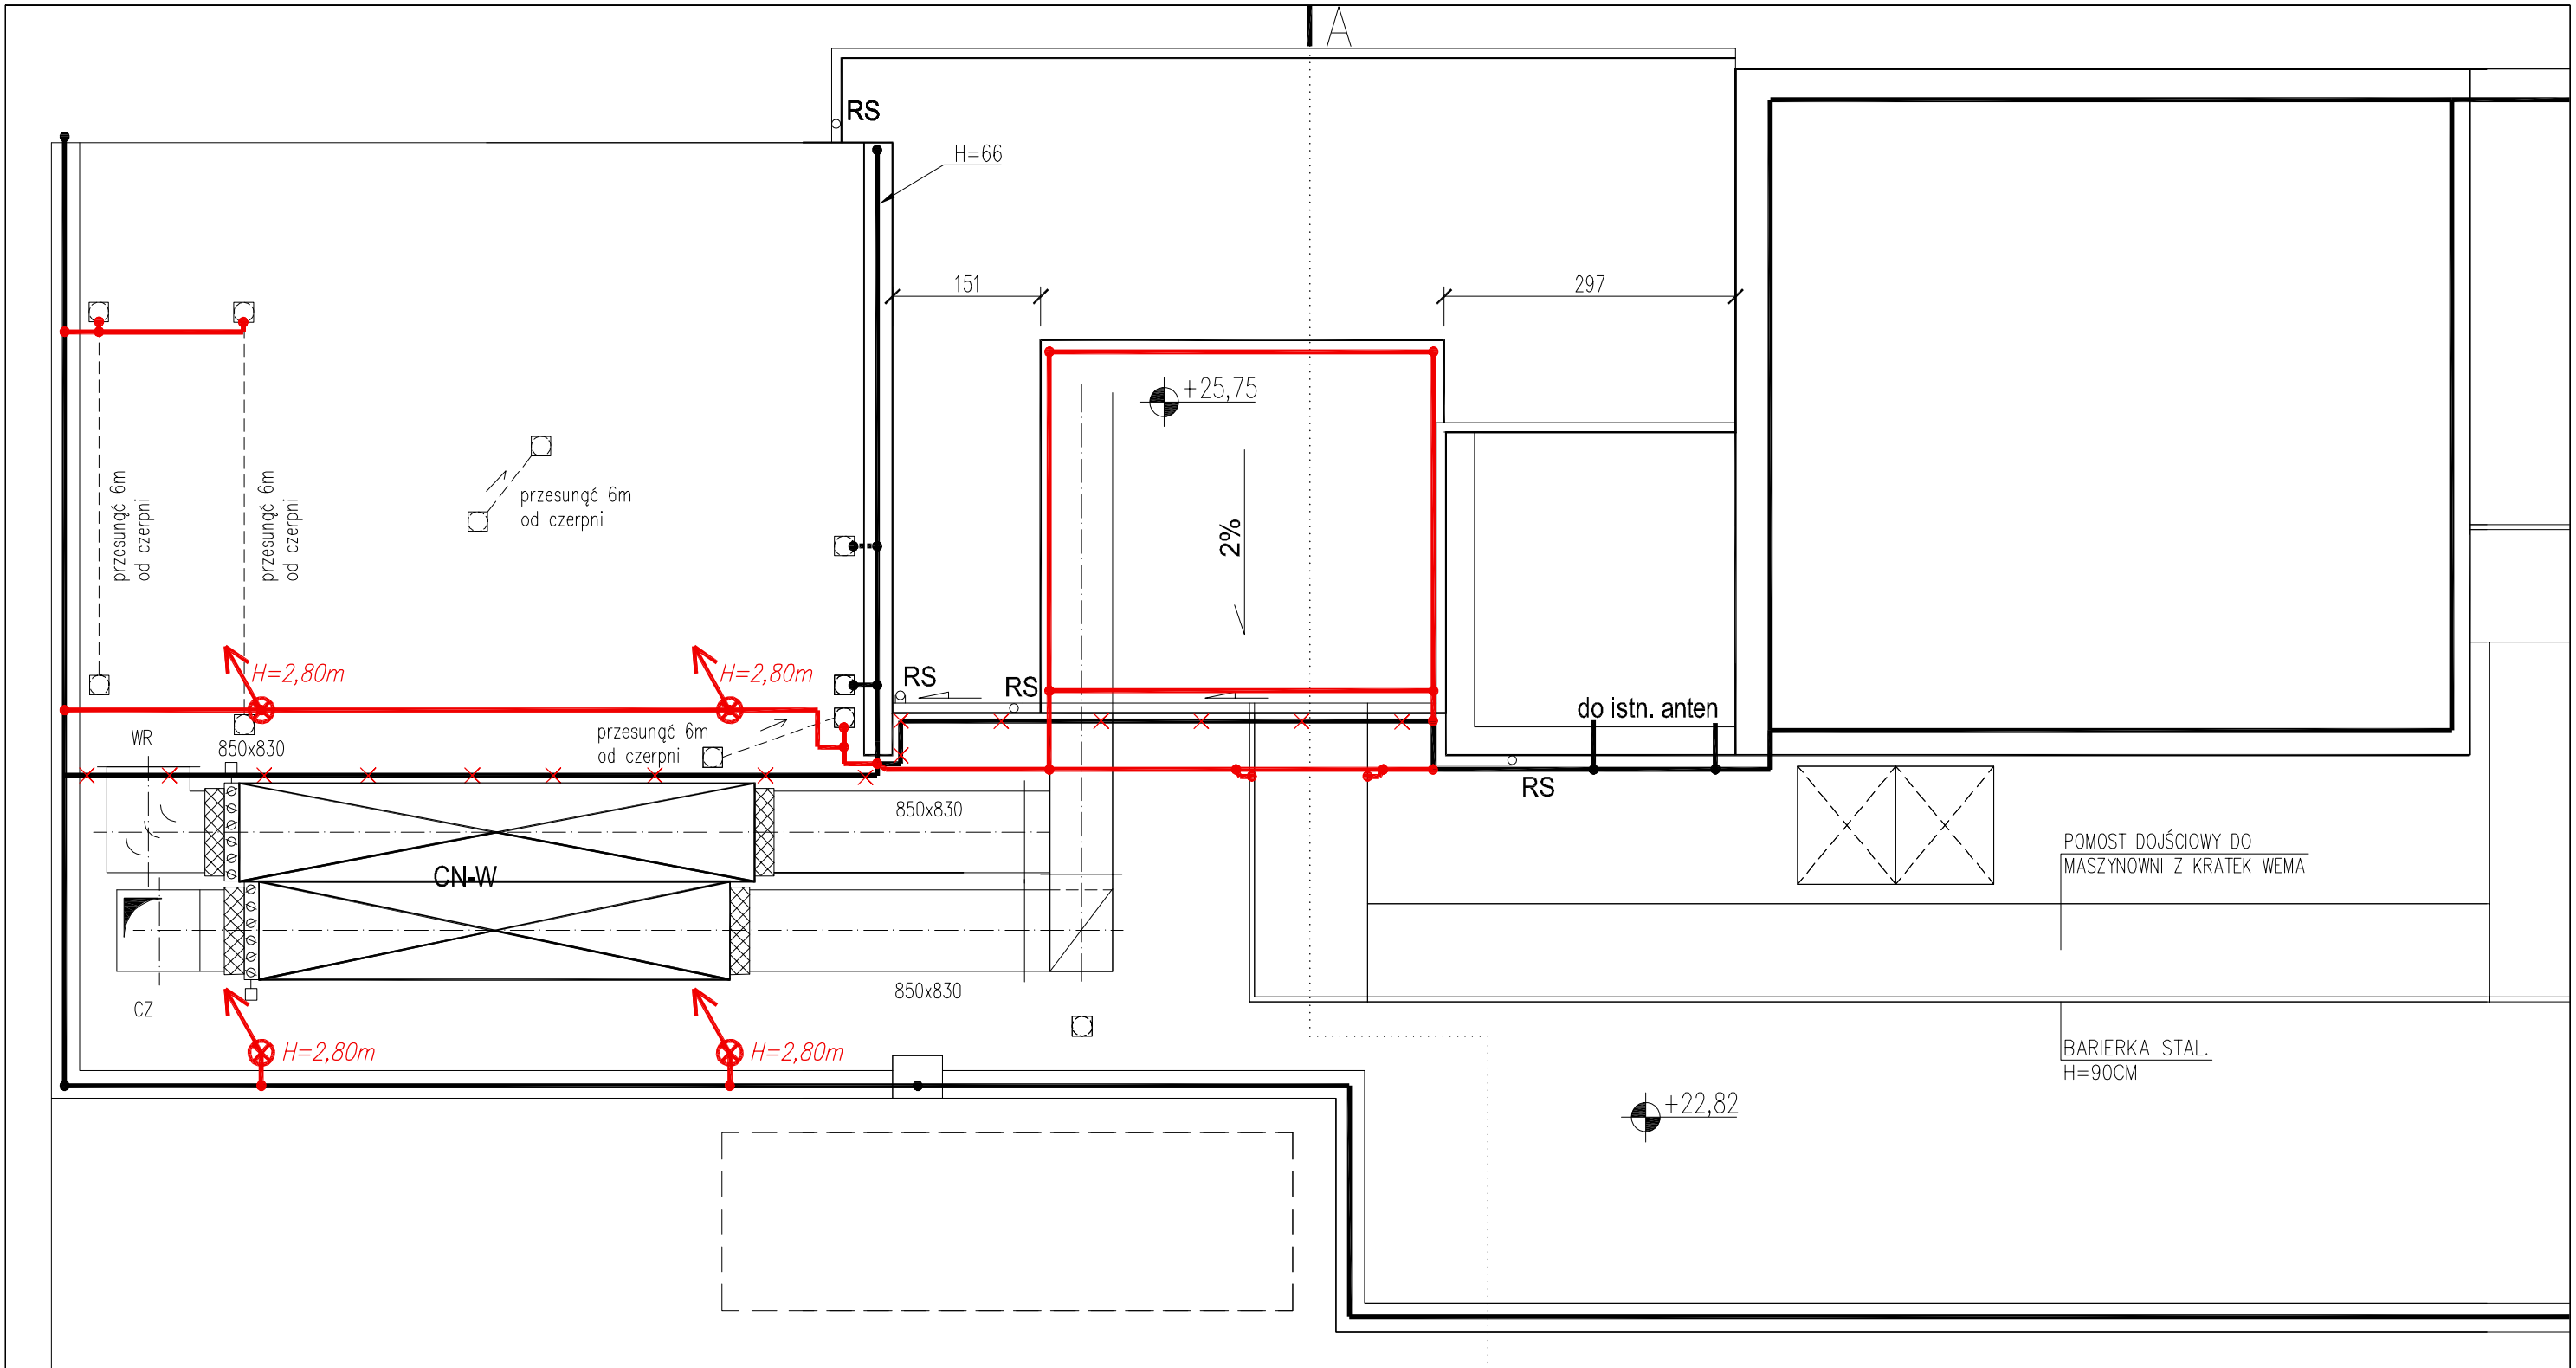 A
RS
H=66
151
297
+25,75
przesunąć 6m
od czerpni
przesunąć 6m
od czerpni
przesunąć 6m
od czerpni
2%
H=2,80m
H=2,80m
RS
RS
do istn. anten
przesunąć 6m
od czerpni
WR
850x830
RS
850x830
CN-W
POMOST DOJŚCIOWY DO
MASZYNOWNI Z KRATEK WEMA
850x830
CZ
H=2,80m
H=2,80m
BARIERKA STAL.
H=90CM
+22,82